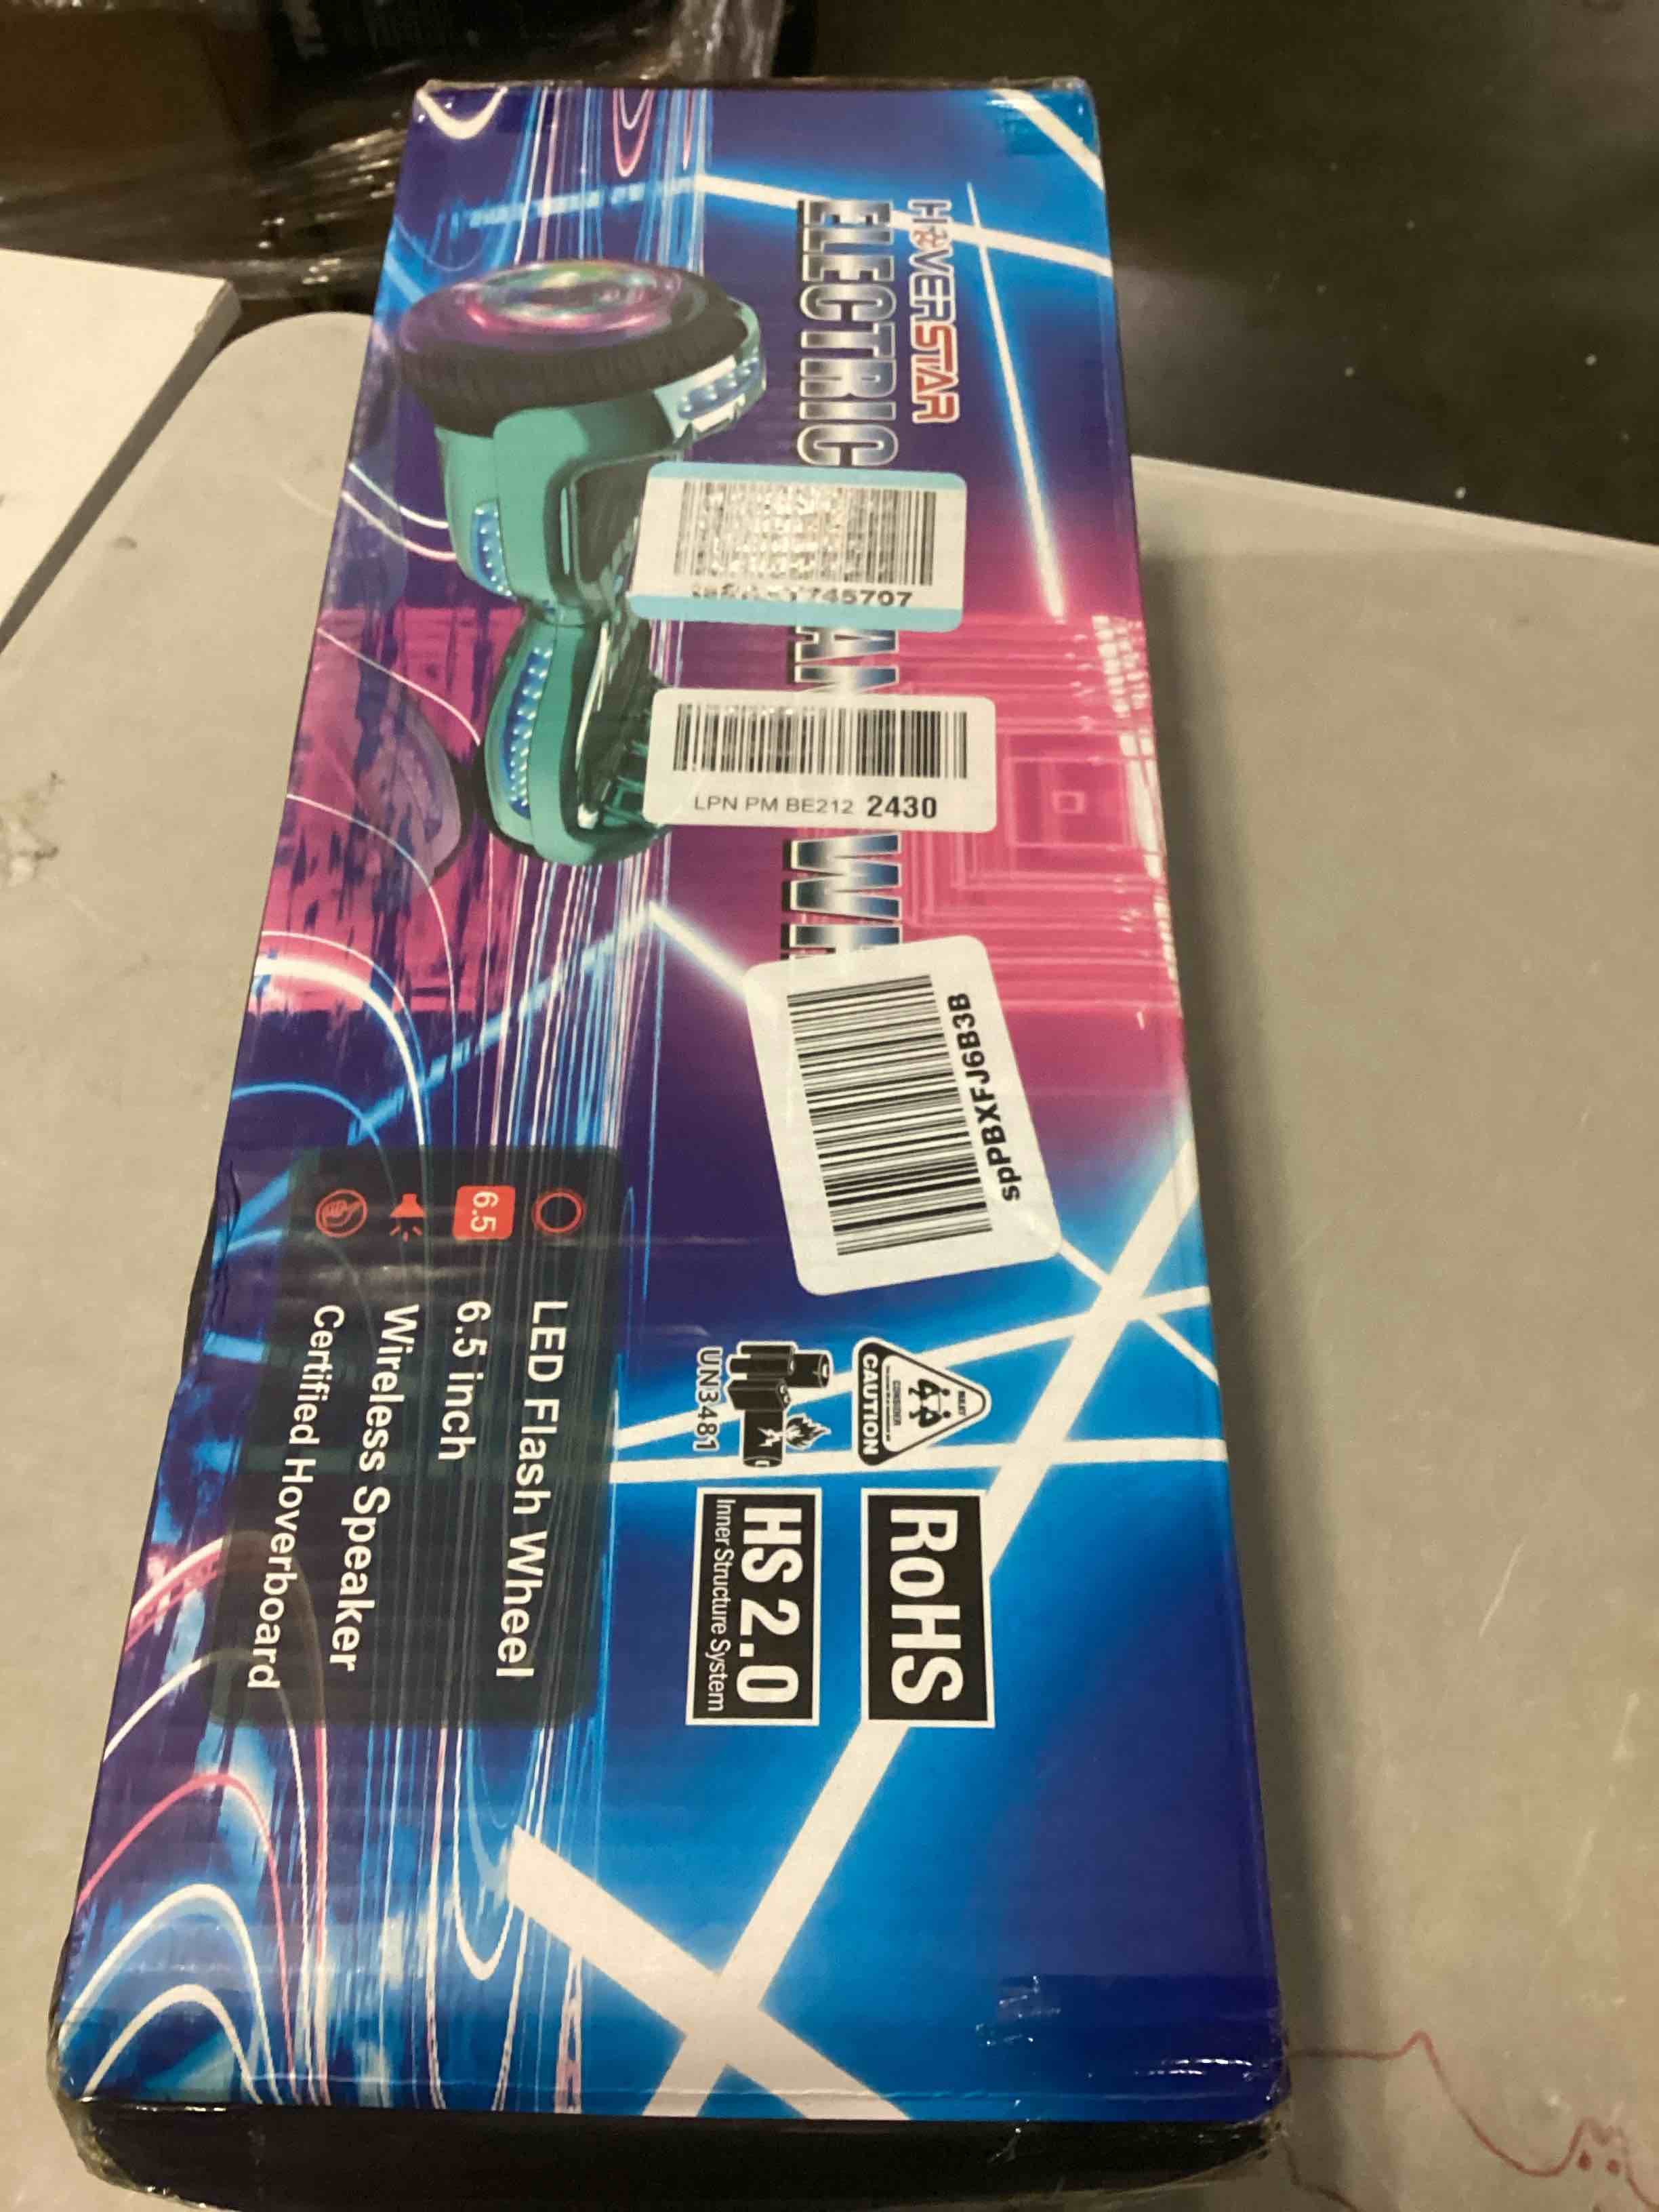 HOVERSTAR
ELECTRIC
745707
LPN PM BE212 2430
spPBXFJ6B3B
CAUTION
UN3481
RoHS
HS 2.0
Inner Structure System
LED Flash Wheel
6.5
6.5 inch
Wireless Speaker
Certified Hoverboard